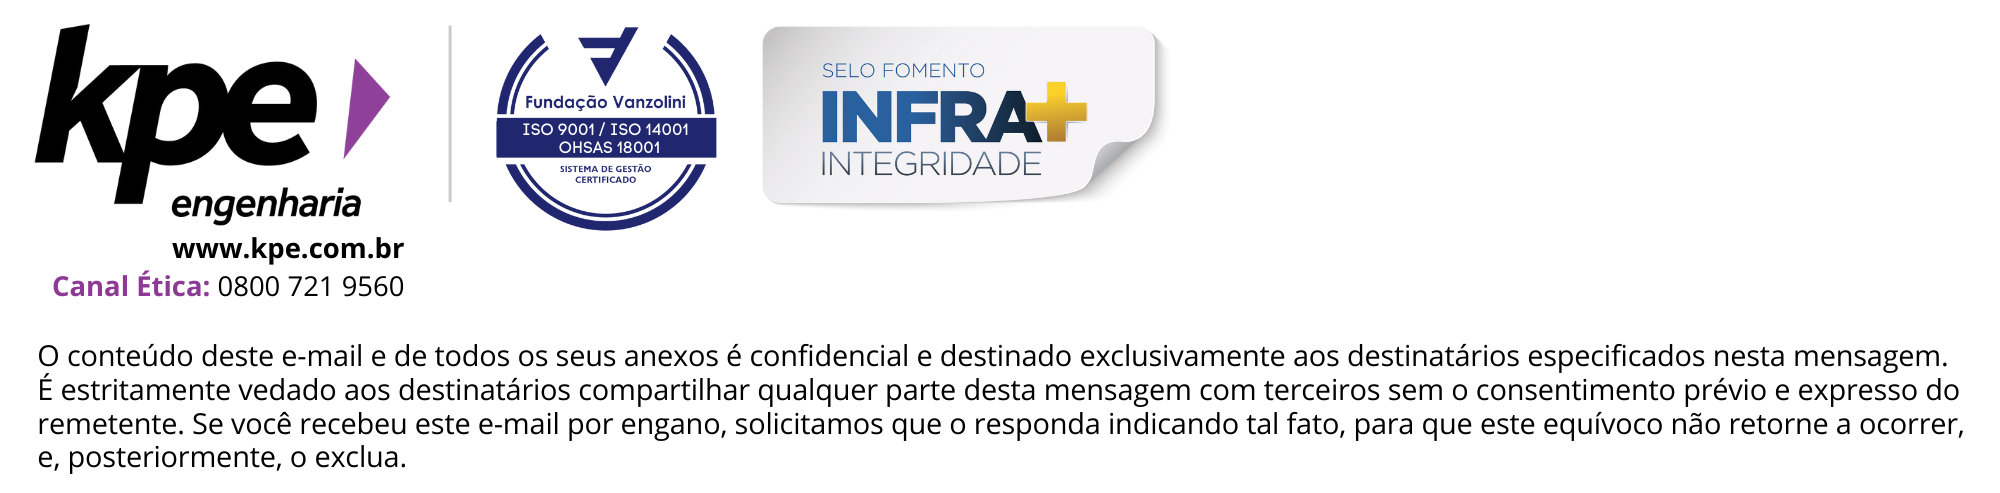 kpe
engenharia
www.kpe.com.br
Canal Ética: 0800 721 9560
Fundação Vanzolini
ISO 9001 / ISO 14001
OHSAS 18001
SISTEMA DE GESTÃO
CERTIFICADO
SELO FOMENTO
INFRA+
INTEGRIDADE
O conteúdo deste e-mail e de todos os seus anexos é confidencial e destinado exclusivamente aos destinatários especificados nesta mensagem.
É estritamente vedado aos destinatários compartilhar qualquer parte desta mensagem com terceiros sem o consentimento prévio e expresso do
remetente. Se você recebeu este e-mail por engano, solicitamos que o responda indicando tal fato, para que este equívoco não retorne a ocorrer,
e, posteriormente, o exclua.